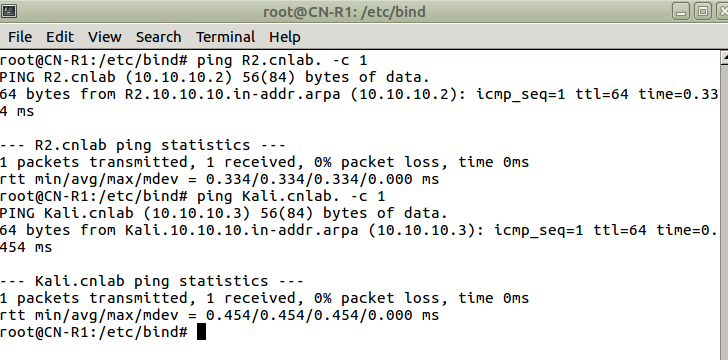 root@CN-R1: /etc/bind
File Edit View Search Terminal Help
root@CN-R1:/etc/bind# ping R2.cnlab. -c 1
PING R2.cnlab (10.10.10.2) 56(84) bytes of data.
64 bytes from R2.10.10.10.in-addr.arpa (10.10.10.2): icmp_seq=1 ttl=64 time=0.33
4 ms

--- R2.cnlab ping statistics ---
1 packets transmitted, 1 received, 0% packet loss, time 0ms
rtt min/avg/max/mdev = 0.334/0.334/0.334/0.000 ms
root@CN-R1:/etc/bind# ping Kali.cnlab. -c 1
PING Kali.cnlab (10.10.10.3) 56(84) bytes of data.
64 bytes from Kali.10.10.10.in-addr.arpa (10.10.10.3): icmp_seq=1 ttl=64 time=0.
454 ms

--- Kali.cnlab ping statistics ---
1 packets transmitted, 1 received, 0% packet loss, time 0ms
rtt min/avg/max/mdev = 0.454/0.454/0.454/0.000 ms
root@CN-R1:/etc/bind#